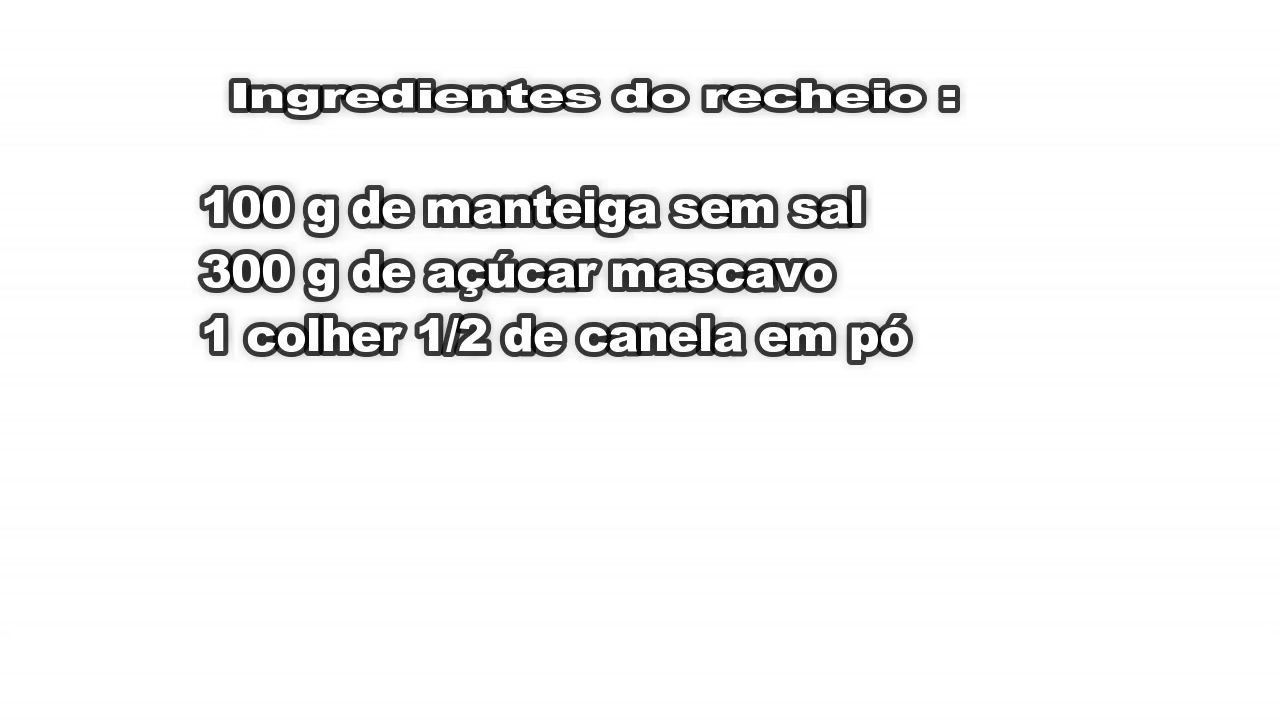 Ingredientes do recheio :
100 g de manteiga sem sal
300 g de açúcar mascavo
1 colher 1/2 de canela em pó